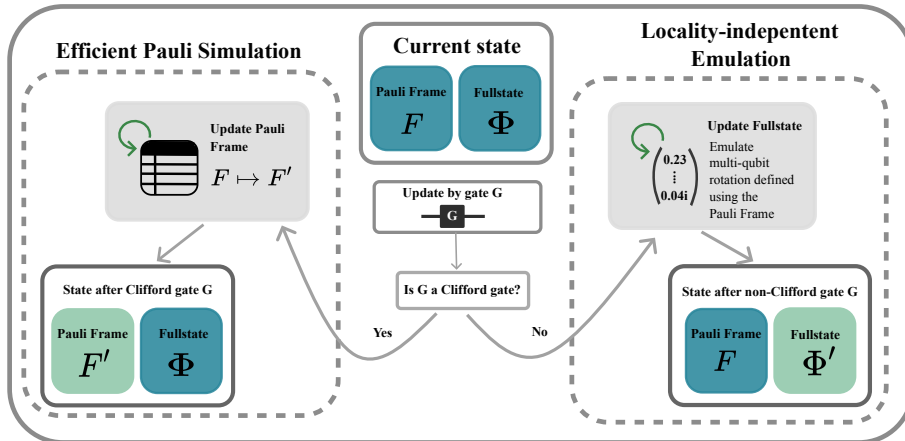 Efficient Pauli Simulation
Update Pauli
Frame
F ↦ F′
State after Clifford gate G
Pauli Frame
F′
Fullstate
Φ
Current state
Pauli Frame
F
Fullstate
Φ
Update by gate G
G
Is G a Clifford gate?
Yes
No
Locality-indepentent
Emulation
Update Fullstate
0.23
⋮
0.04i
Emulate
multi-qubit
rotation defined
using the
Pauli Frame
State after non-Clifford gate G
Pauli Frame
F
Fullstate
Φ′